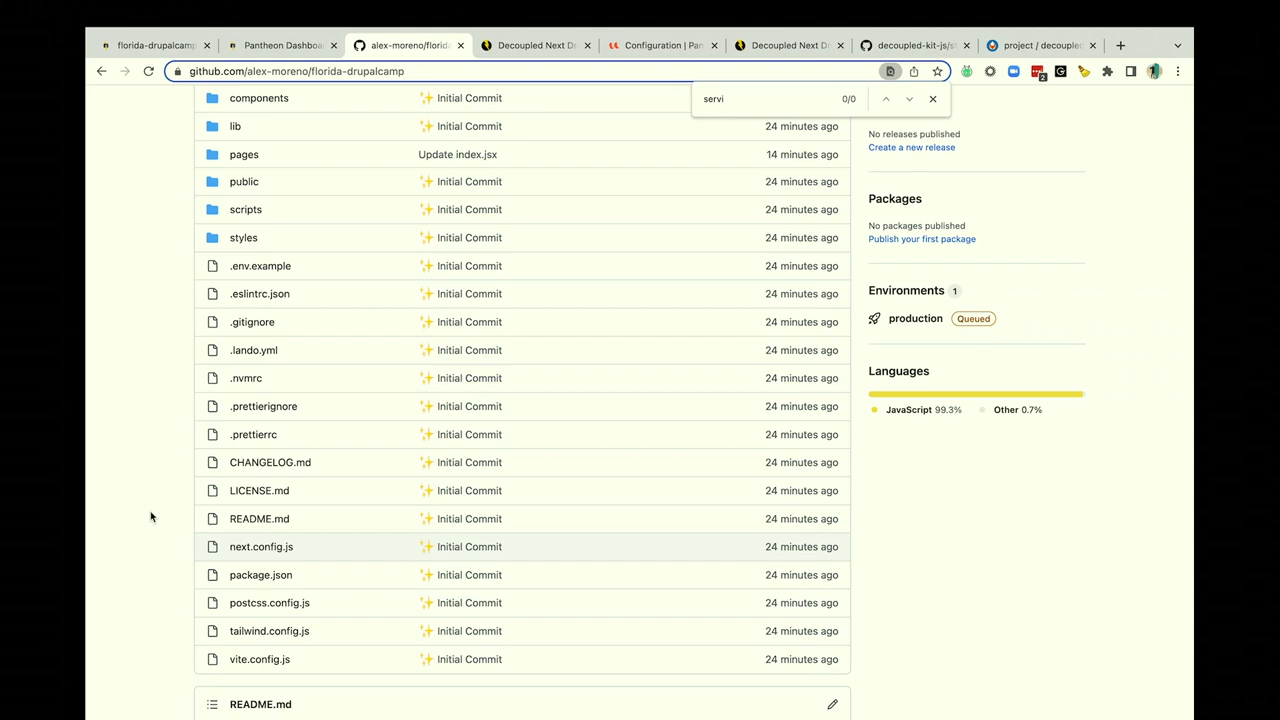 florida-drupalcamp
Pantheon Dashboa
alex-moreno/florida
Decoupled Next Dr
Configuration | Pan
Decoupled Next Dr
decoupled-kit-js/st
project / decoupled
github.com/alex-moreno/florida-drupalcamp
2
servi 0/0
components ✨ Initial Commit
lib ✨ Initial Commit 24 minutes ago
pages Update index.jsx 14 minutes ago
public ✨ Initial Commit 24 minutes ago
scripts ✨ Initial Commit 24 minutes ago
styles ✨ Initial Commit 24 minutes ago
.env.example ✨ Initial Commit 24 minutes ago
.eslintrc.json ✨ Initial Commit 24 minutes ago
.gitignore ✨ Initial Commit 24 minutes ago
.lando.yml ✨ Initial Commit 24 minutes ago
.nvmrc ✨ Initial Commit 24 minutes ago
.prettierignore ✨ Initial Commit 24 minutes ago
.prettierrc ✨ Initial Commit 24 minutes ago
CHANGELOG.md ✨ Initial Commit 24 minutes ago
LICENSE.md ✨ Initial Commit 24 minutes ago
README.md ✨ Initial Commit 24 minutes ago
next.config.js ✨ Initial Commit 24 minutes ago
package.json ✨ Initial Commit 24 minutes ago
postcss.config.js ✨ Initial Commit 24 minutes ago
tailwind.config.js ✨ Initial Commit 24 minutes ago
vite.config.js ✨ Initial Commit 24 minutes ago
README.md
No releases published
Create a new release
Packages
No packages published
Publish your first package
Environments 1
production Queued
Languages
JavaScript 99.3% Other 0.7%